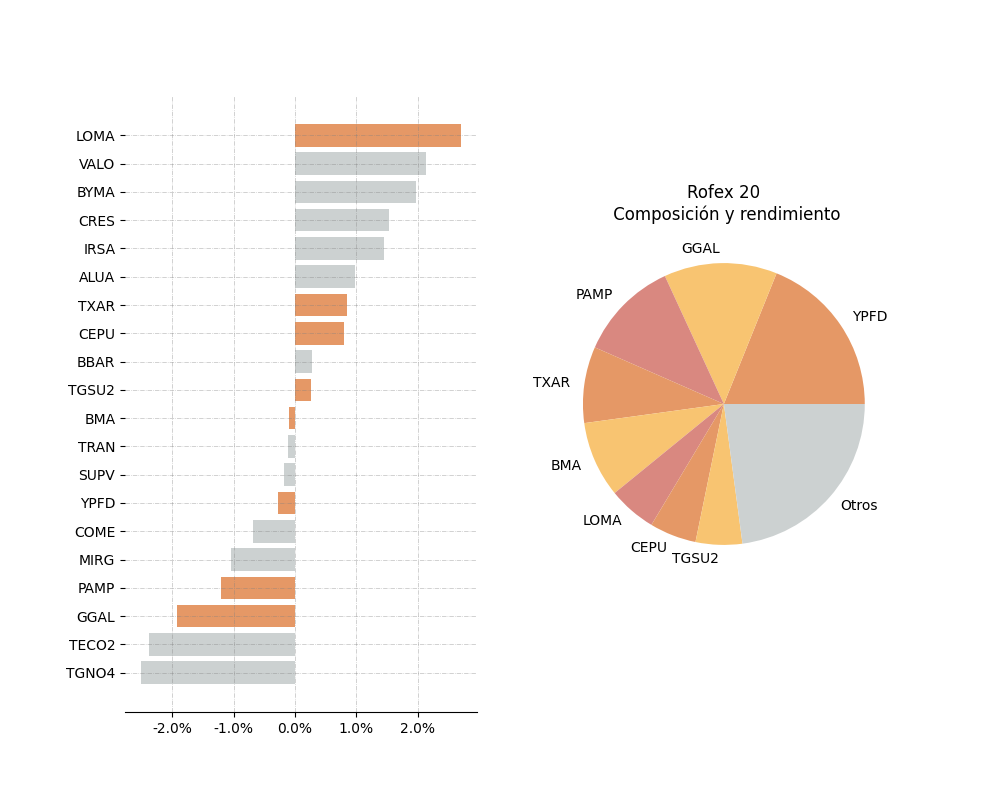 LOMA
VALO
BYMA
CRES
IRSA
ALUA
TXAR
CEPU
BBAR
TGSU2
BMA
TRAN
SUPV
YPFD
COME
MIRG
PAMP
GGAL
TECO2
TGNO4
-2.0% -1.0% 0.0% 1.0% 2.0%
Rofex 20
Composición y rendimiento
GGAL
YPFD
PAMP
TXAR
BMA
LOMA
CEPU
TGSU2
Otros